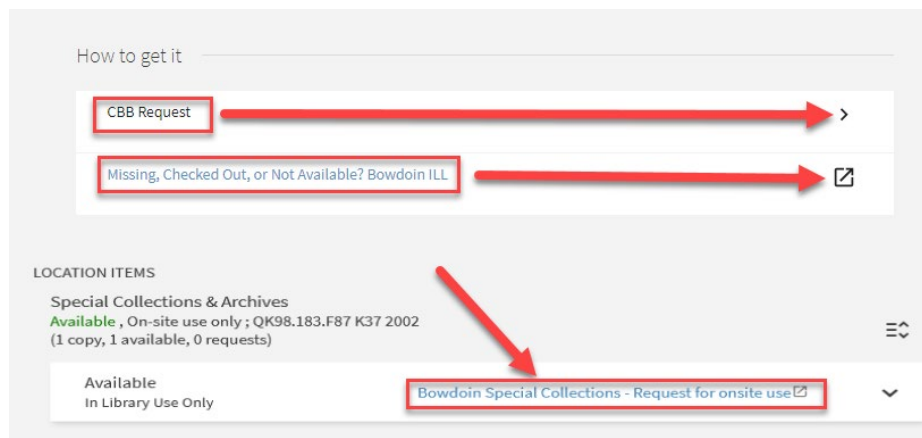 How to get it
CBB Request
Missing, Checked Out, or Not Available? Bowdoin ILL
LOCATION ITEMS
Special Collections & Archives
Available , On-site use only ; QK98.183.F87 K37 2002
(1 copy, 1 available, 0 requests)
Available
In Library Use Only
Bowdoin Special Collections - Request for onsite use